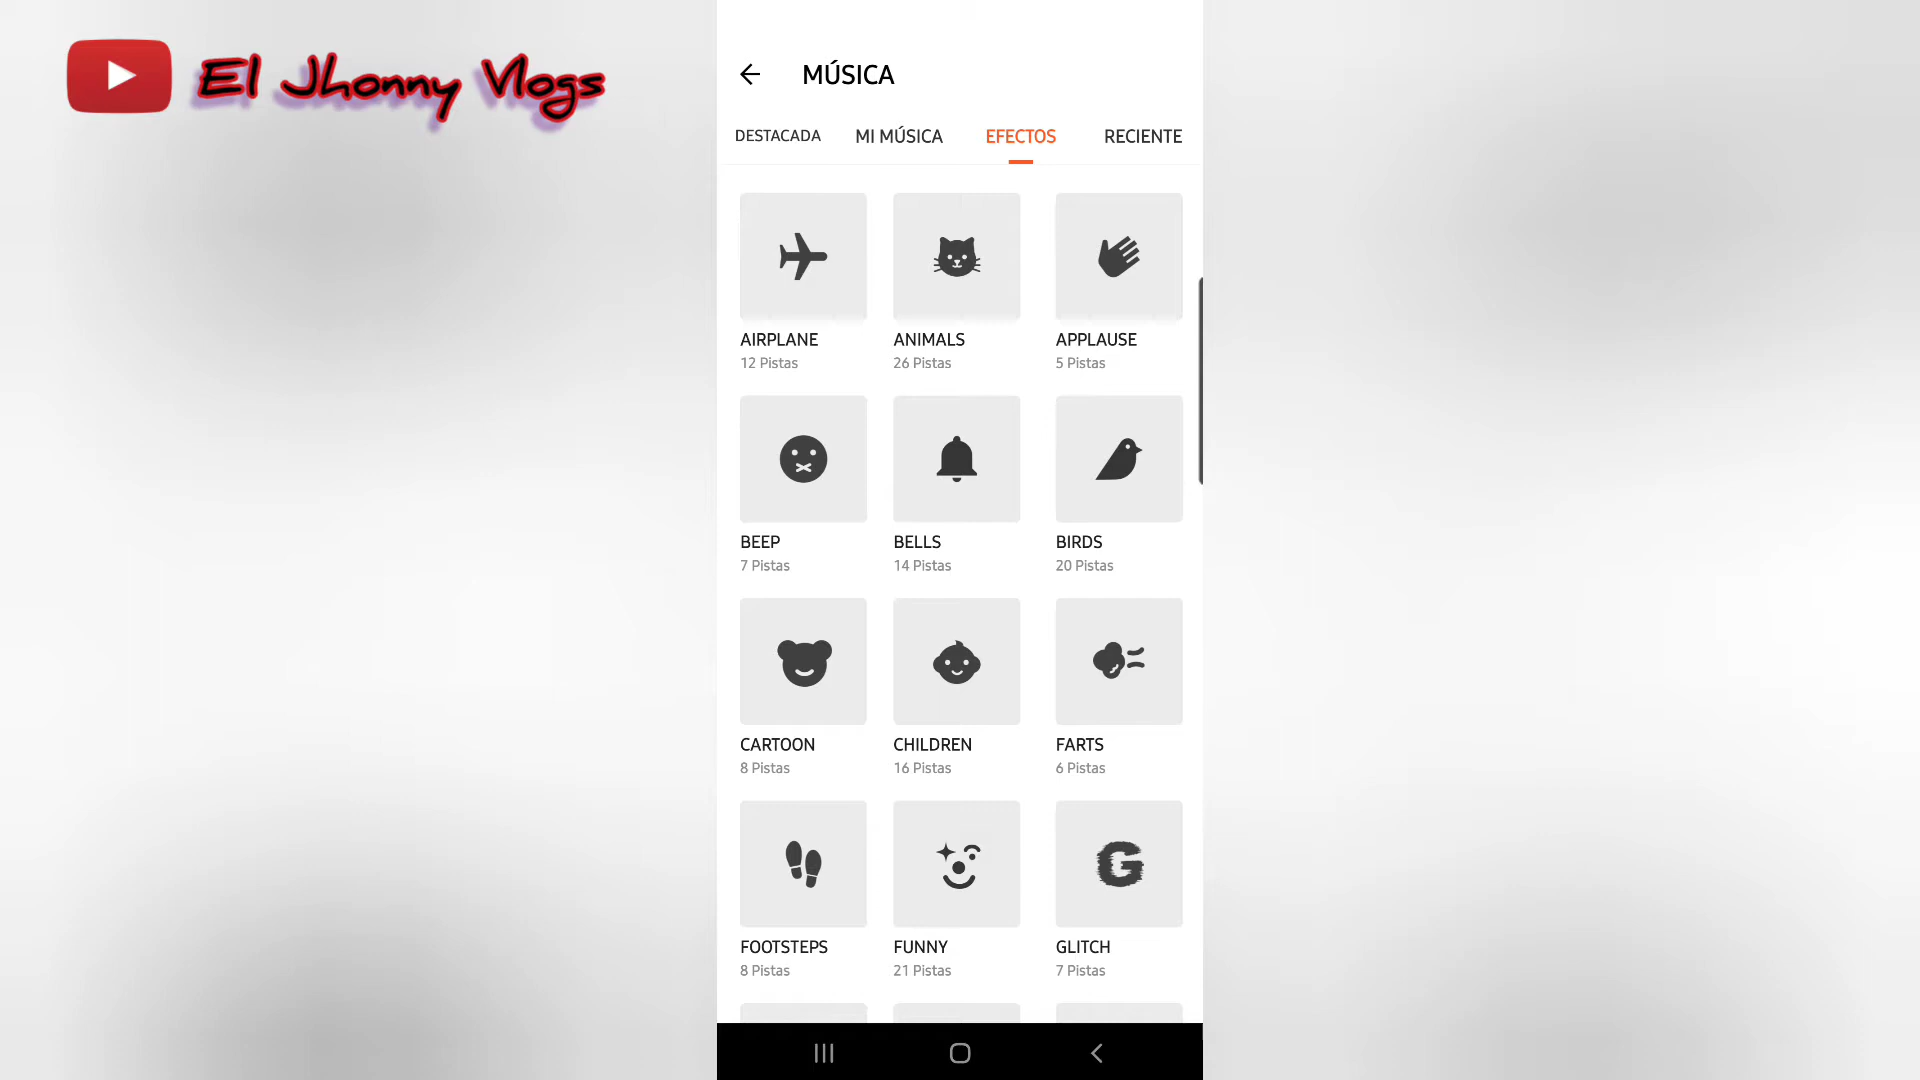 El Jhonny Vlogs
MÚSICA
DESTACADA MI MÚSICA EFECTOS RECIENTE
AIRPLANE ANIMALS APPLAUSE
12 Pistas 26 Pistas 5 Pistas
BEEP BELLS BIRDS
7 Pistas 14 Pistas 20 Pistas
CARTOON CHILDREN FARTS
8 Pistas 16 Pistas 6 Pistas
G
FOOTSTEPS FUNNY GLITCH
8 Pistas 21 Pistas 7 Pistas